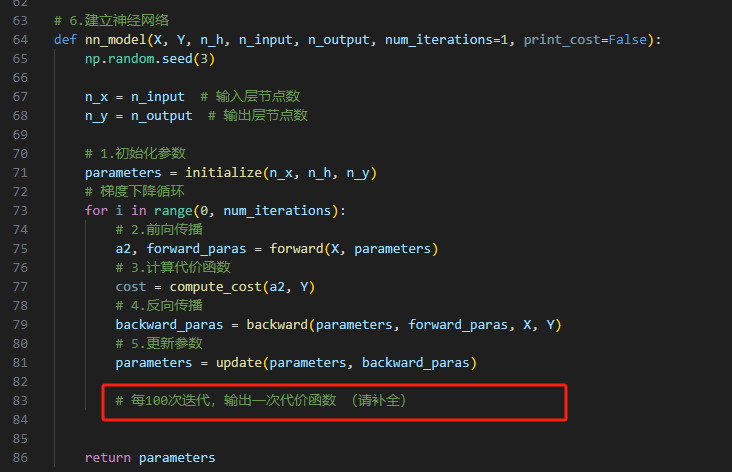 62
63 # 6.建立神经网络
64 def nn_model(X, Y, n_h, n_input, n_output, num_iterations=1, print_cost=False):
65     np.random.seed(3)
66
67     n_x = n_input  # 输入层节点数
68     n_y = n_output  # 输出层节点数
69
70     # 1.初始化参数
71     parameters = initialize(n_x, n_h, n_y)
72     # 梯度下降循环
73     for i in range(0, num_iterations):
74         # 2.前向传播
75         a2, forward_paras = forward(X, parameters)
76         # 3.计算代价函数
77         cost = compute_cost(a2, Y)
78         # 4.反向传播
79         backward_paras = backward(parameters, forward_paras, X, Y)
80         # 5.更新参数
81         parameters = update(parameters, backward_paras)
82
83         # 每100次迭代，输出一次代价函数 （请补全）
84
85
86     return parameters